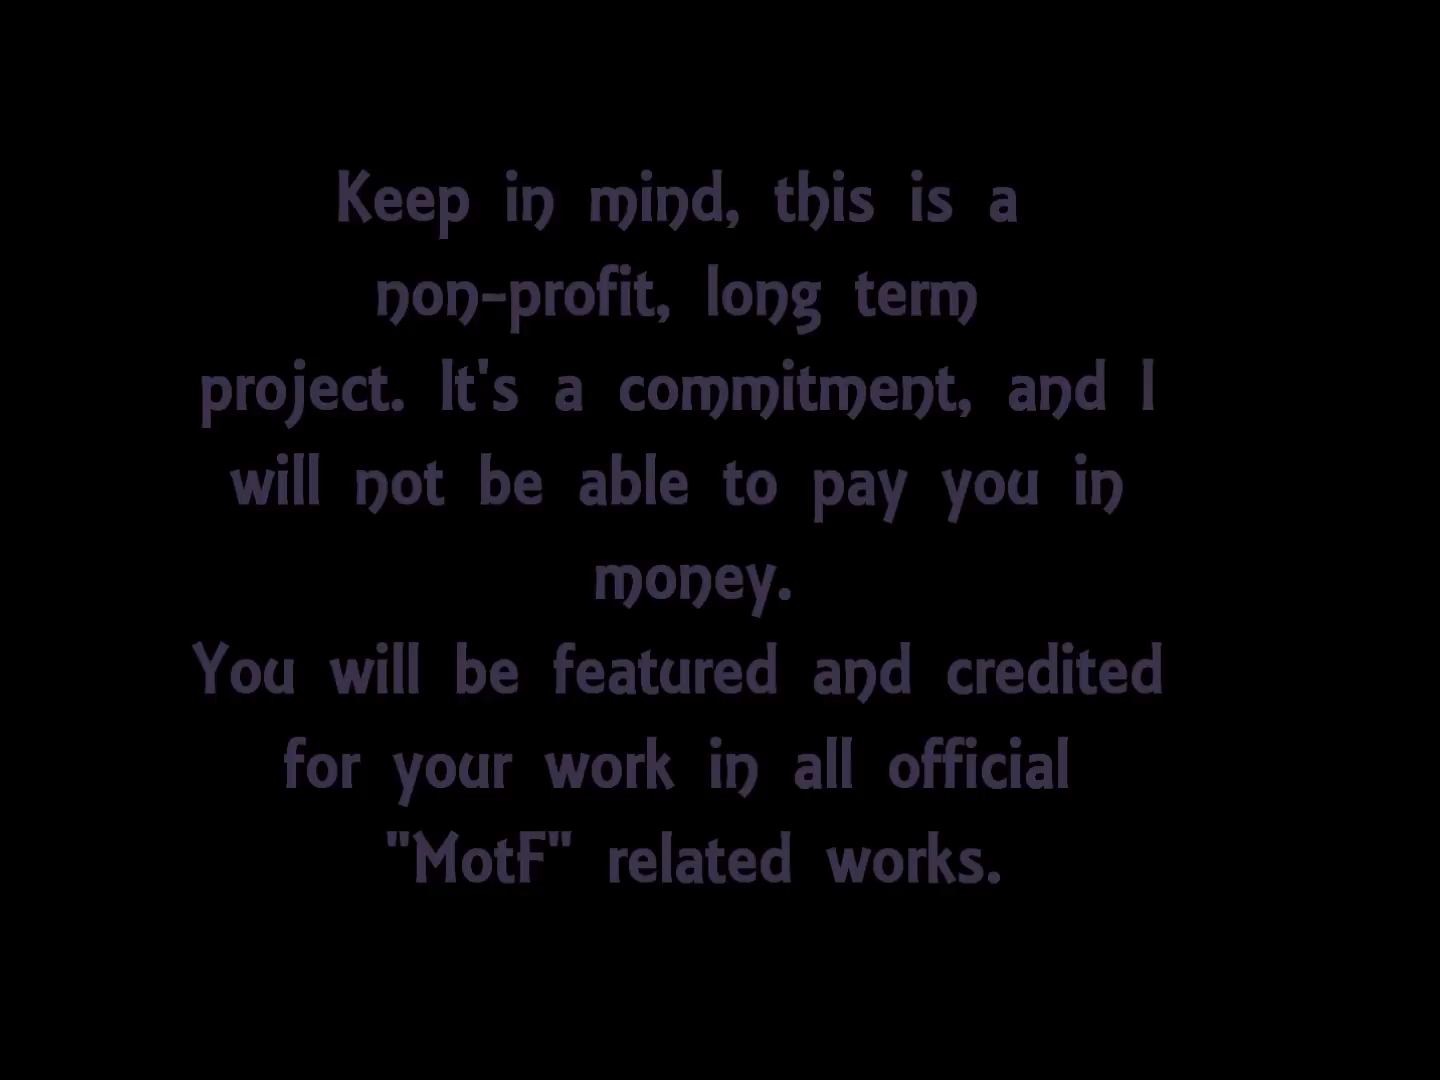 Keep in mind, this is a
non-profit, long term
project. It's a commitment, and I
will not be able to pay you in
money.
You will be featured and credited
for your work in all official
"MotF" related works.